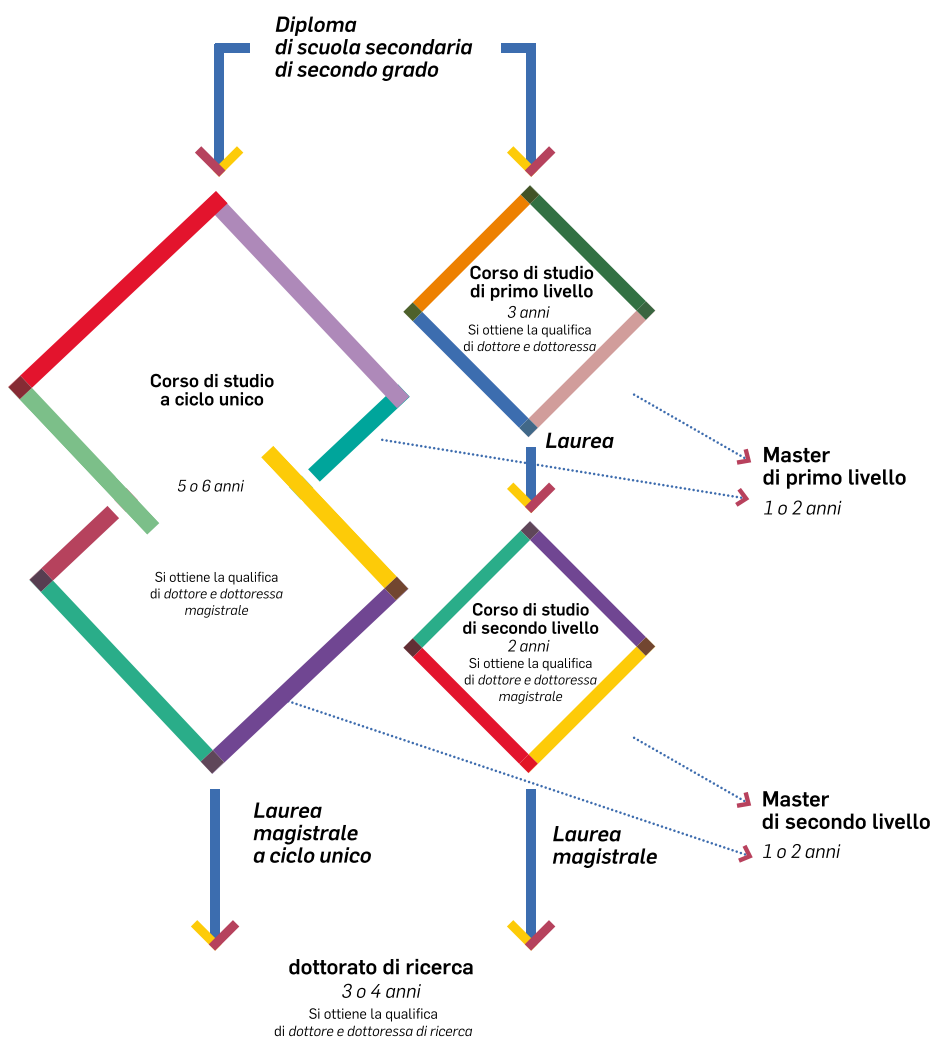 Diploma
di scuola secondaria
di secondo grado
Corso di studio
di primo livello
3 anni
Si ottiene la qualifica
di dottore e dottoressa
Corso di studio
a ciclo unico
5 o 6 anni
Si ottiene la qualifica
di dottore e dottoressa
magistrale
Laurea
Master
di primo livello
1 o 2 anni
Corso di studio
di secondo livello
2 anni
Si ottiene la qualifica
di dottore e dottoressa
magistrale
Master
di secondo livello
1 o 2 anni
Laurea
magistrale
a ciclo unico
Laurea
magistrale
dottorato di ricerca
3 o 4 anni
Si ottiene la qualifica
di dottore e dottoressa di ricerca